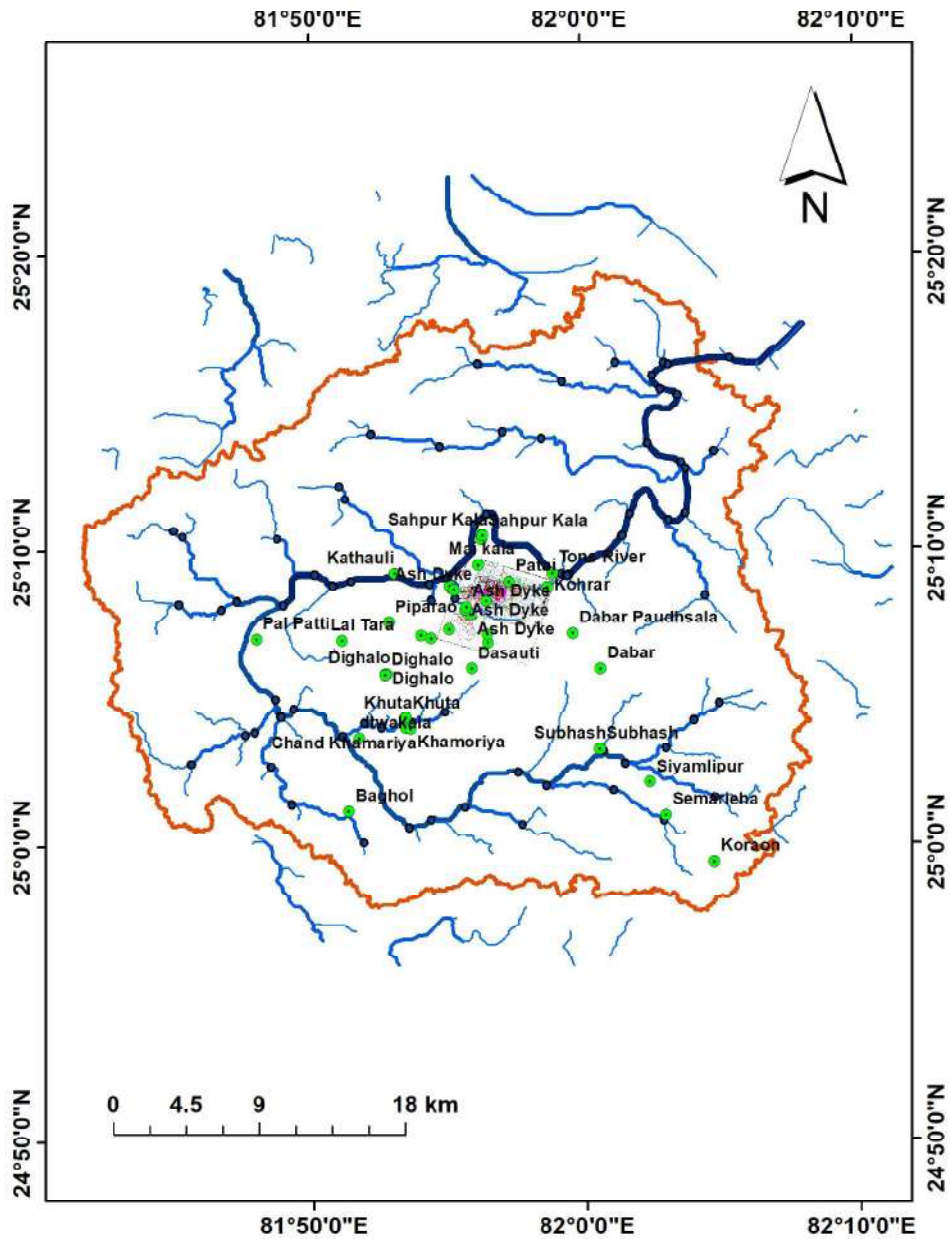 81°50'0"E
82°0'0"E
82°10'0"E
N
25°20'0"N
25°20'0"N
Sahpur Kala
Sahpur Kala
25°10'0"N
25°10'0"N
Kathauli
Mai kala
Patai
Tons River
Ash Dyke
Ash Dyke
Kohrar
Piparao
Ash Dyke
Pal Patti
Lal Tara
Ash Dyke
Dabar Paudhsala
Dighalo
Dighalo
Dasauti
Dabar
Dighalo
Khuta
Khuta
Subhash
Subhash
Chand Khamariya
Khamoriya
Siyamlipur
Baghol
Semarieba
25°0'0"N
Koraon
25°0'0"N
0
4.5
9
18 km
24°50'0"N
24°50'0"N
81°50'0"E
82°0'0"E
82°10'0"E